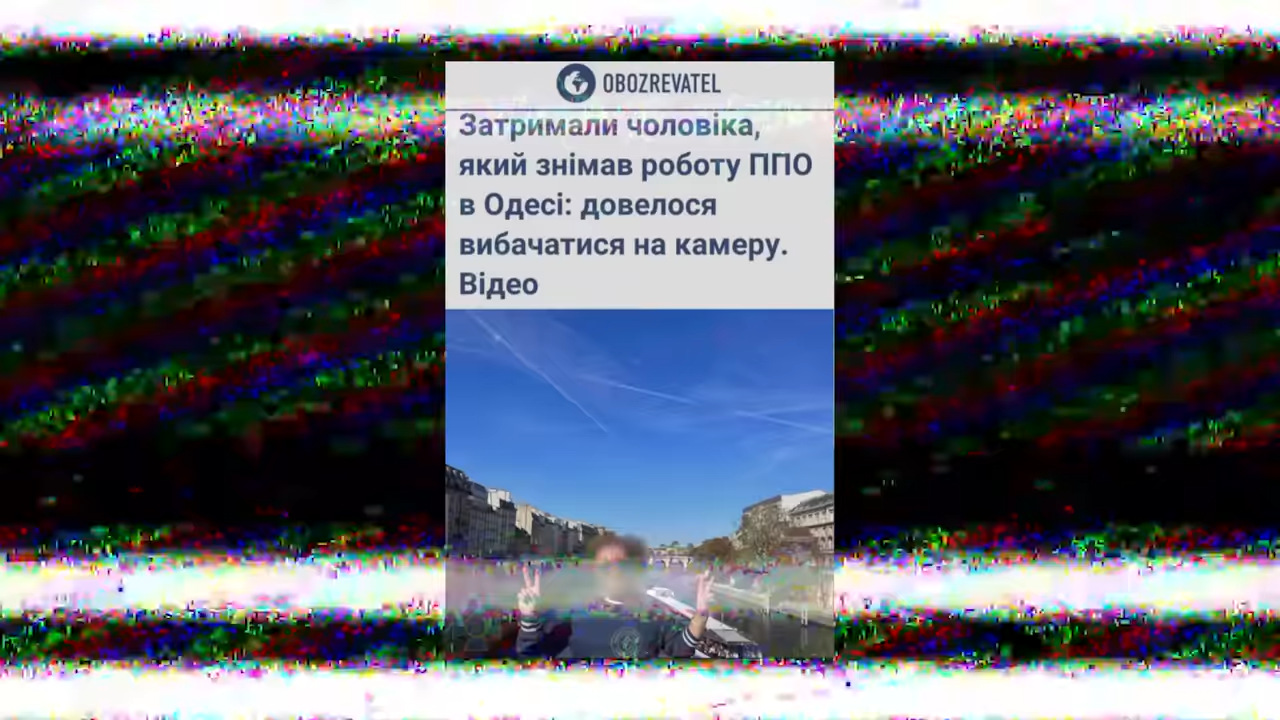 OBOZREVATEL
Затримали чоловіка,
який знімав роботу ППО
в Одесі: довелося
вибачатися на камеру.
Відео